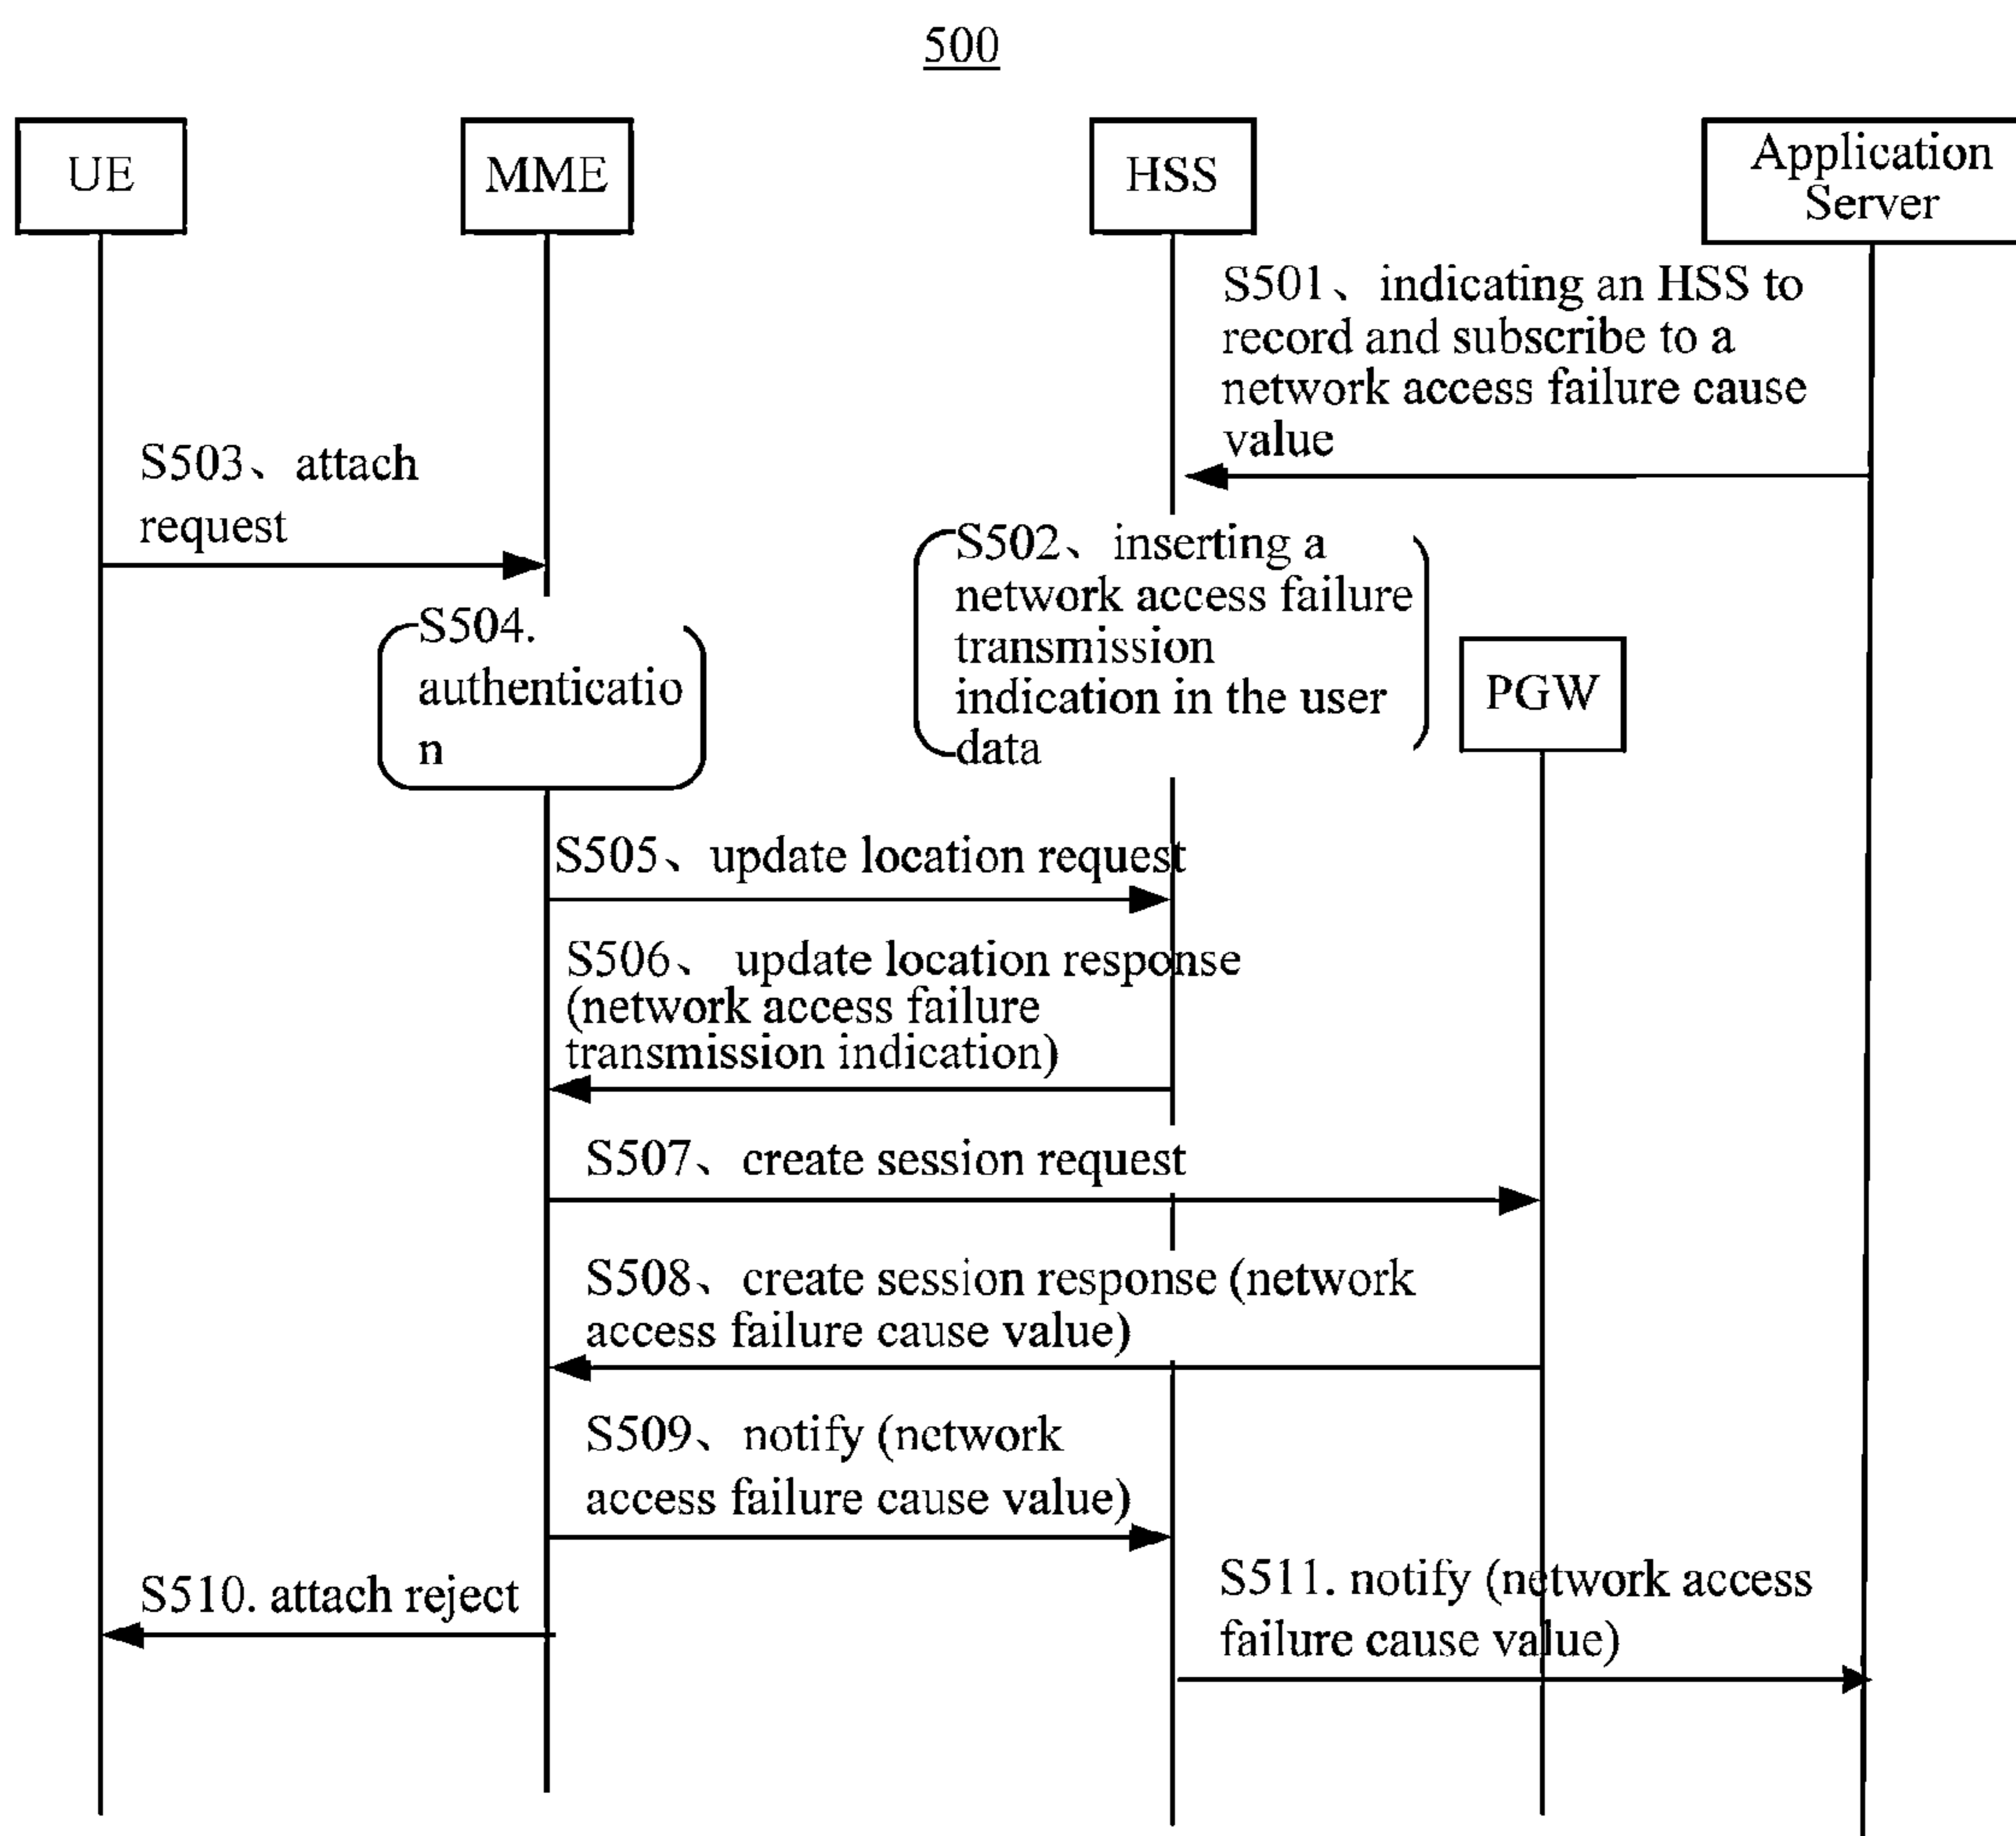 500
UE
MME
HSS
Application
Server
S501、indicating an HSS to
record and subscribe to a
network access failure cause
value
S503、attach
request
S502、inserting a
network access failure
transmission
indication in the user
data
S504.
authenticatio
n
PGW
S505、update location request
S506、 update location response
(network access failure
transmission indication)
S507、create session request
S508、create session response (network
access failure cause value)
S509、notify (network
access failure cause value)
S510. attach reject
S511. notify (network access
failure cause value)